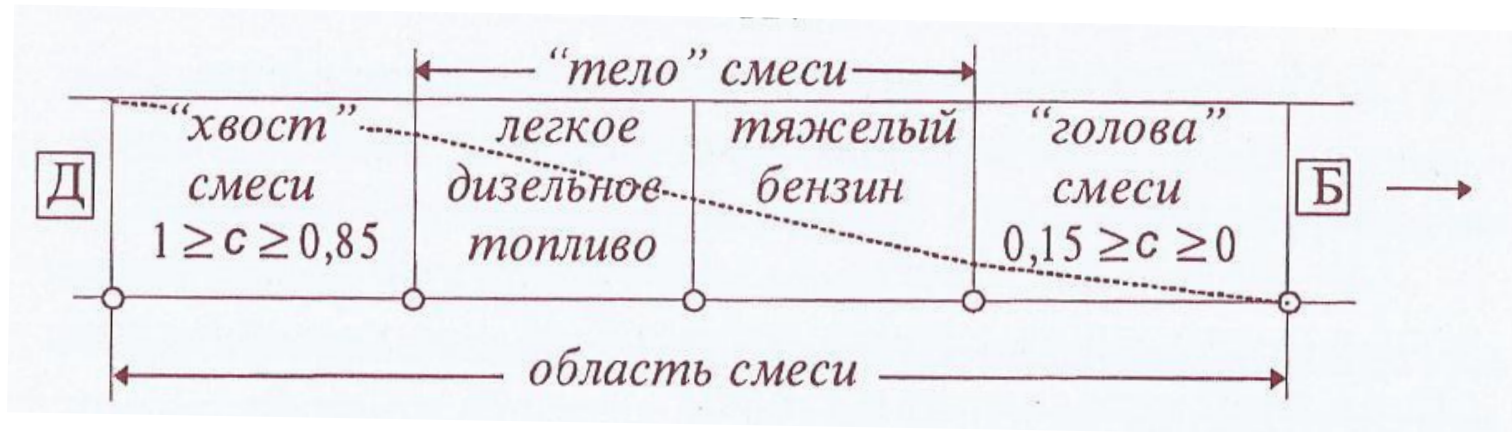 “тело” смеси
Д
“хвост”
смеси
1 ≥ c ≥ 0,85
легкое
дизельное
топливо
тяжелый
бензин
“голова”
смеси
0,15 ≥ c ≥ 0
Б
область смеси